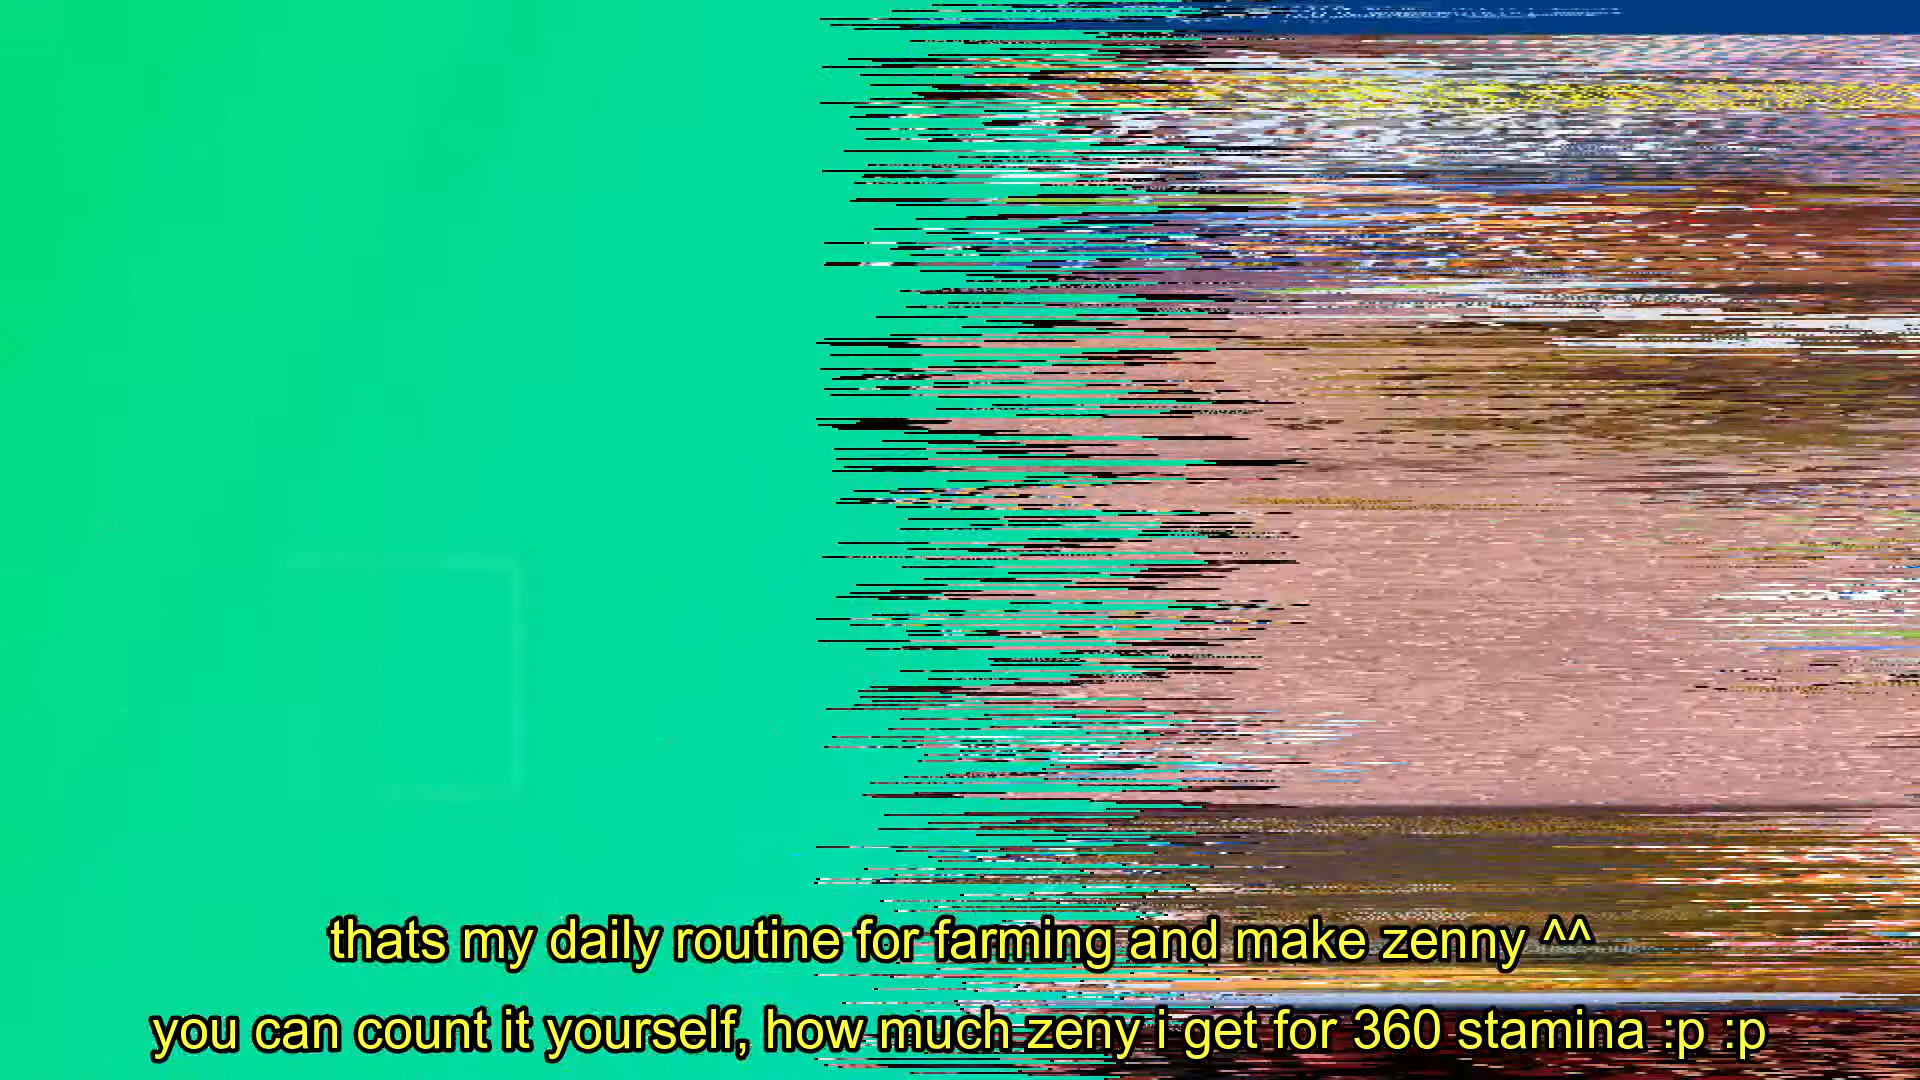 thats my daily routine for farming and make zenny ^^
you can count it yourself, how much zeny i get for 360 stamina :p :p